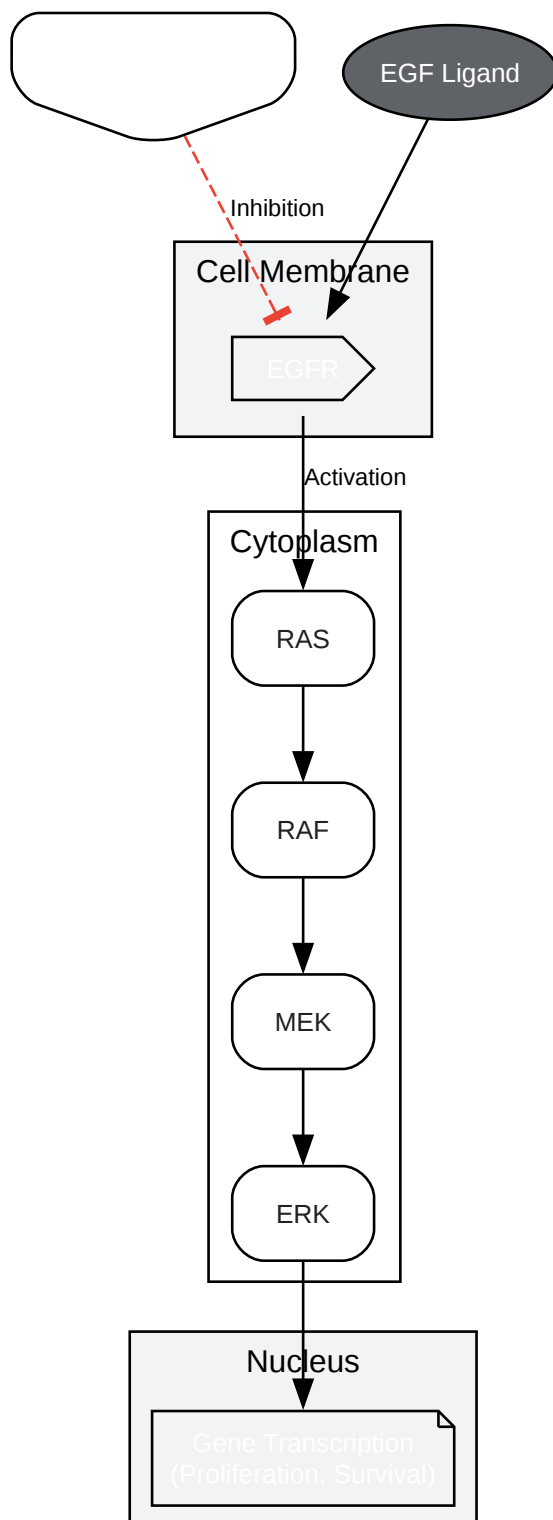 EGF Ligand
Inhibition
Cell Membrane
EGFR
Activation
Cytoplasm
RAS
RAF
MEK
ERK
Nucleus
Gene Transcription
(Proliferation, Survival)